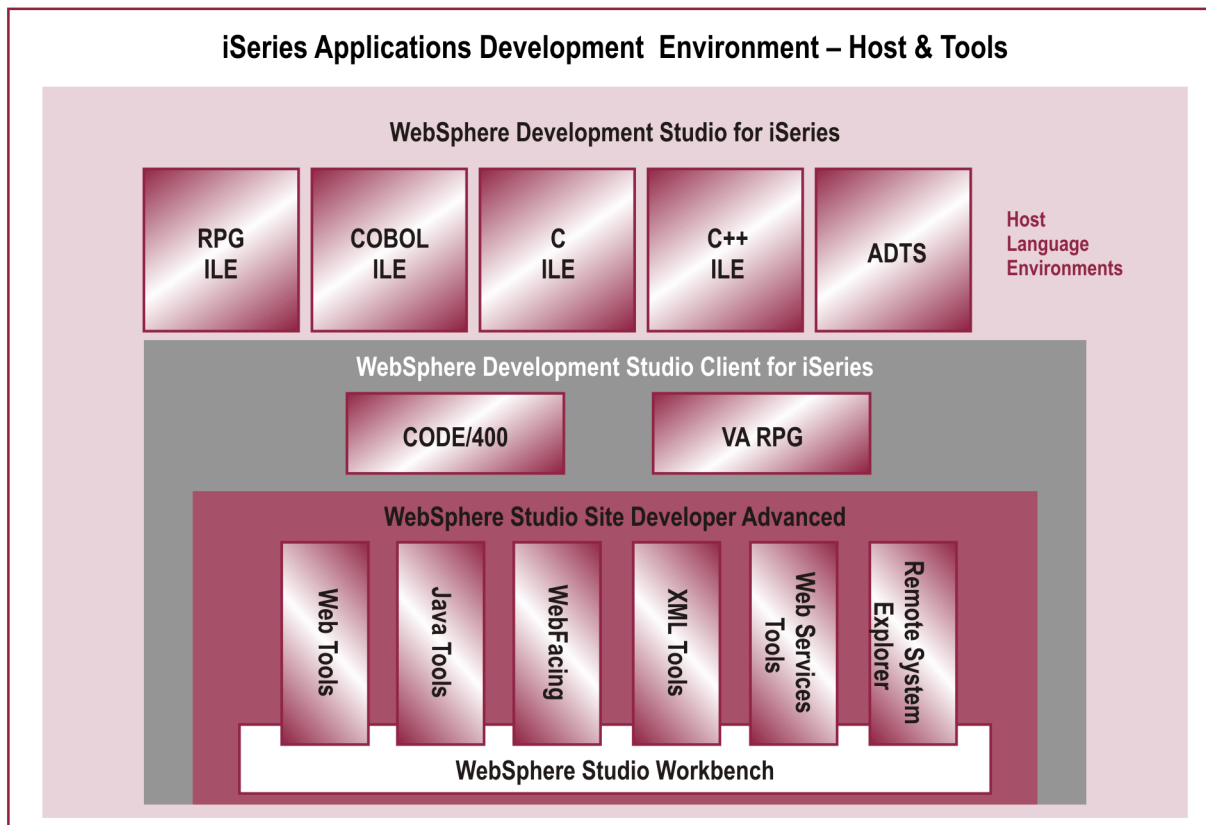 iSeries Applications Development Environment – Host & Tools
WebSphere Development Studio for iSeries
RPG
ILE
COBOL
ILE
C
ILE
C++
ILE
ADTS
Host
Language
Environments
WebSphere Development Studio Client for iSeries
CODE/400
VA RPG
WebSphere Studio Site Developer Advanced
Web Tools
Java Tools
WebFacing
XML Tools
Web Services
Tools
Remote System
Explorer
WebSphere Studio Workbench